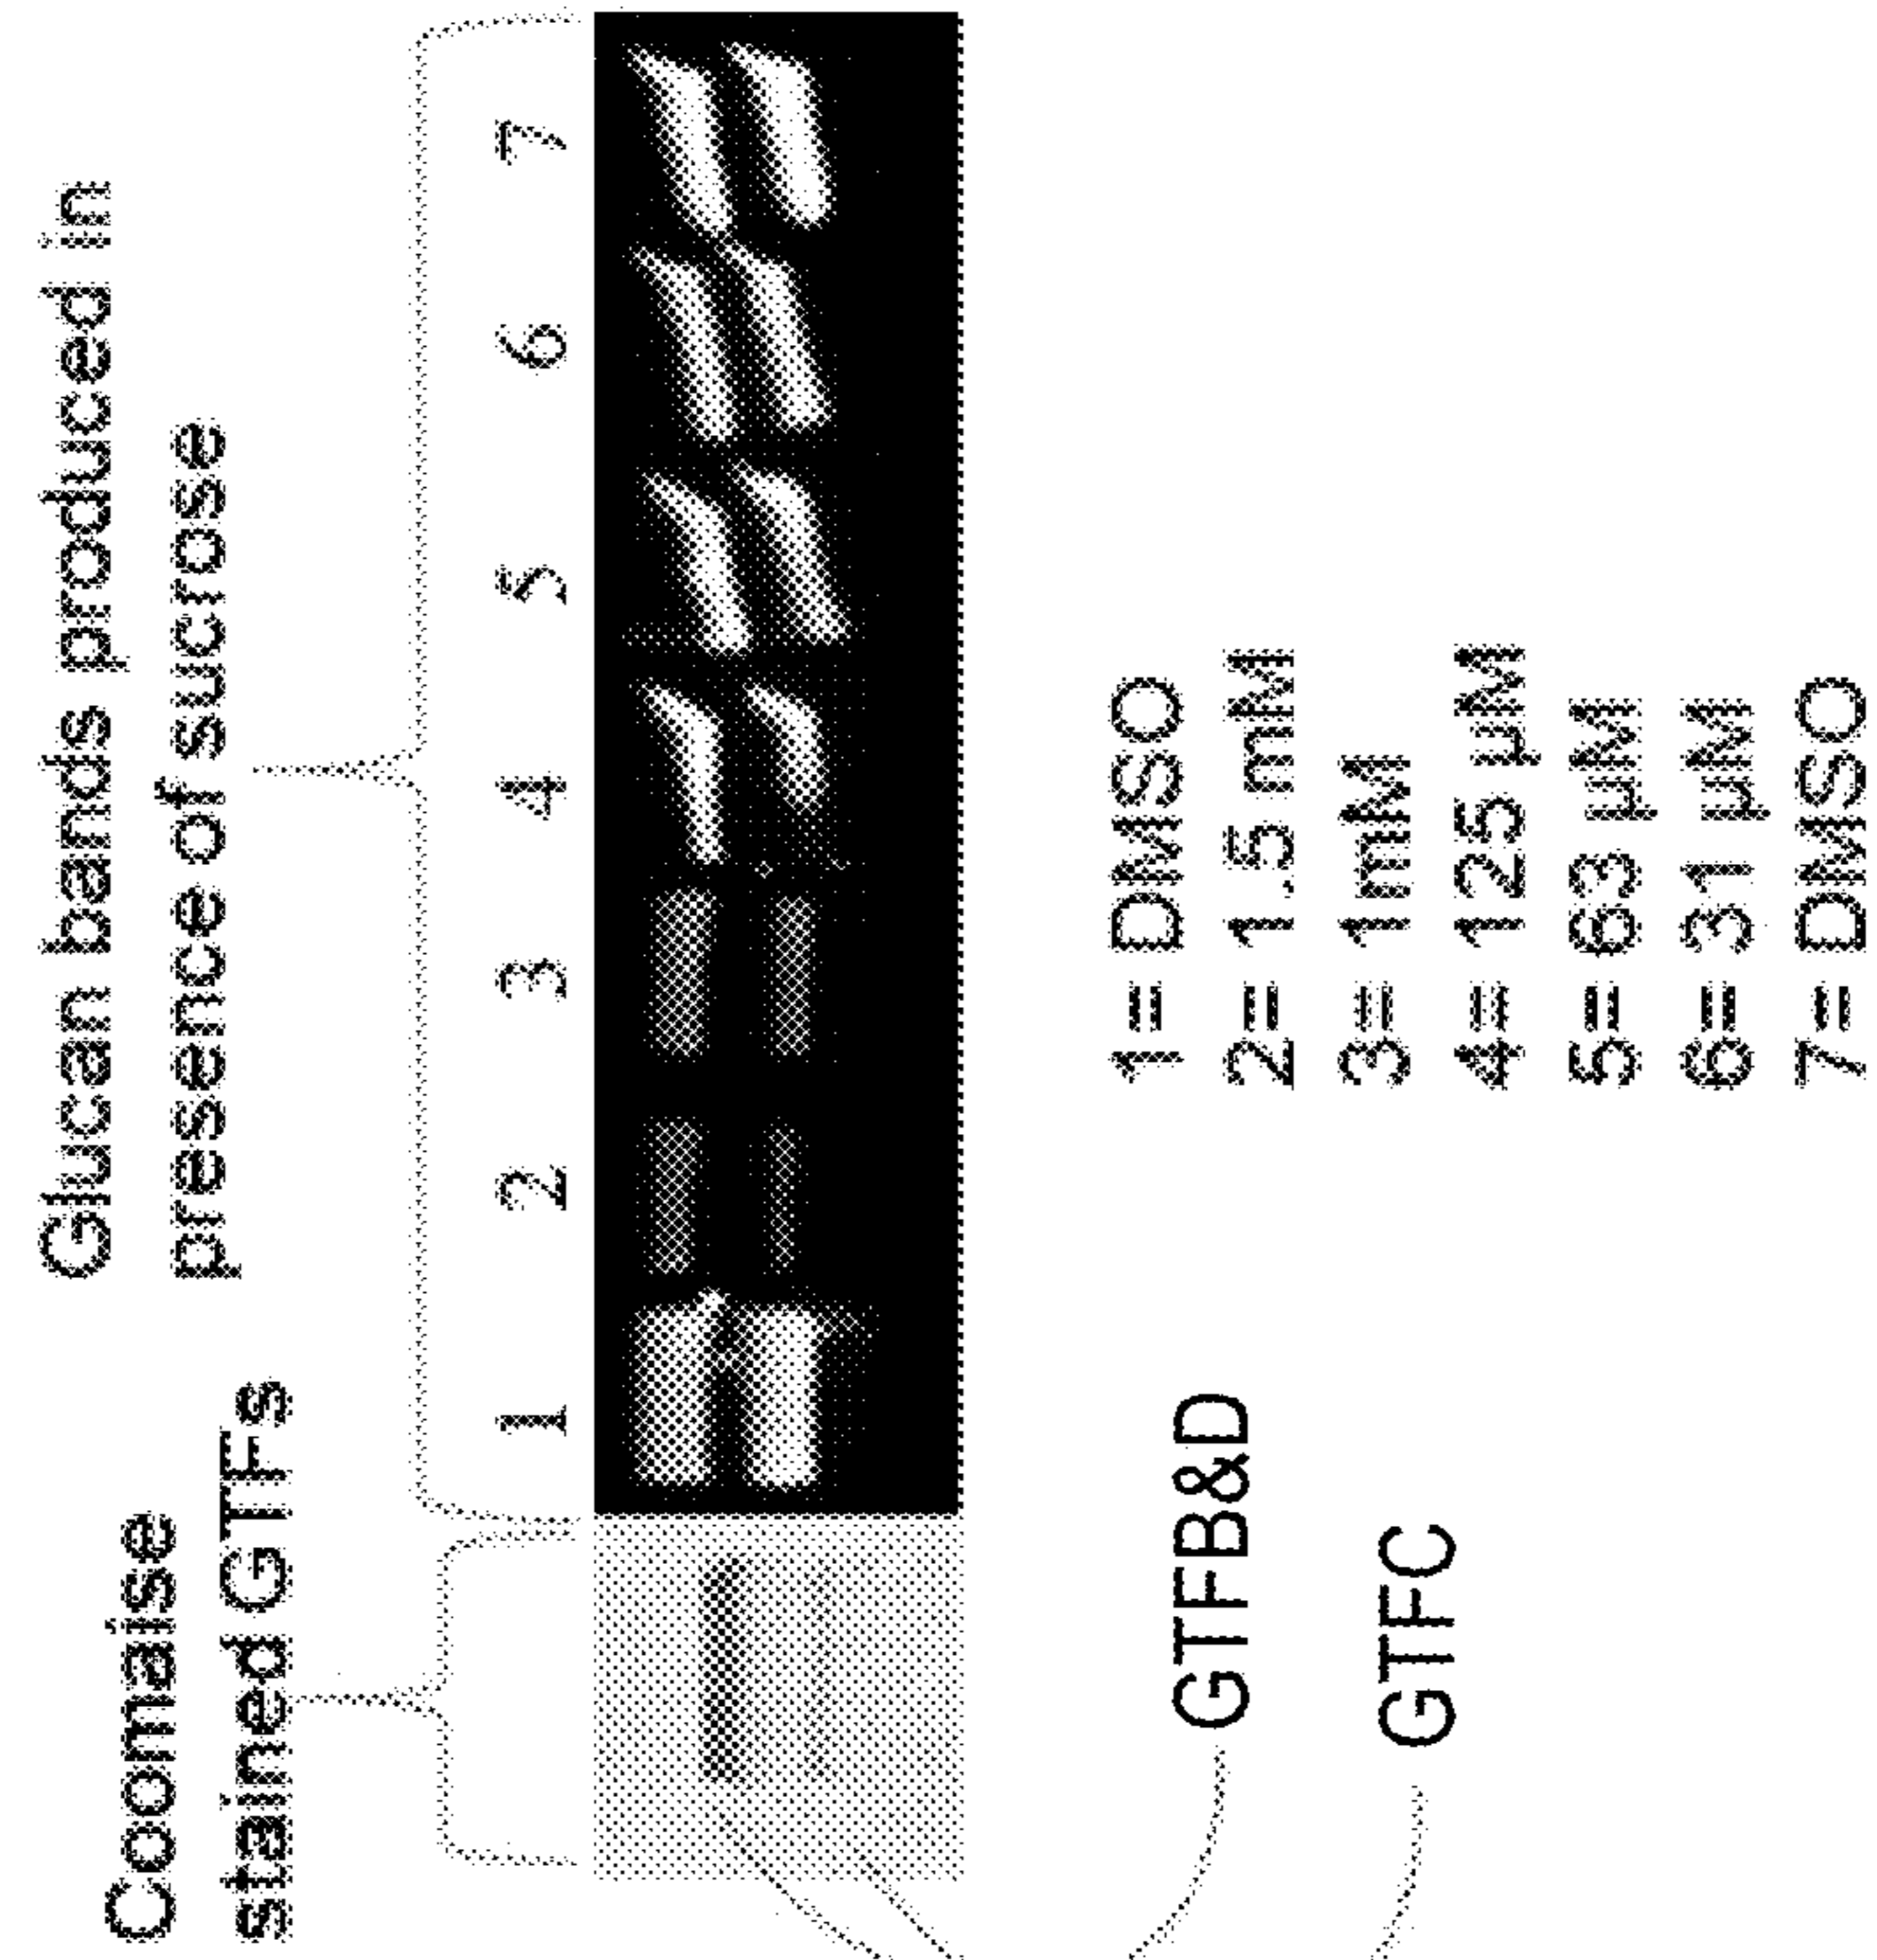 Coomaise
stained GTFs
Glucan bands produced in
presence of sucrose
1 2 3 4 5 6 7
GTFB&D
GTFC
1= DMSO
2= 1.5 mM
3= 1mM
4= 125 µM
5= 63 µM
6= 31 µM
7= DMSO